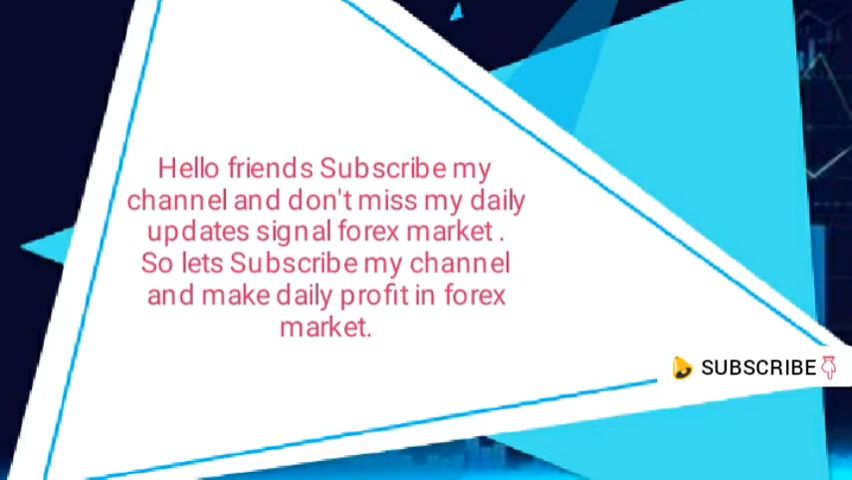 Hello friends Subscribe my
channel and don't miss my daily
updates signal forex market .
So lets Subscribe my channel
and make daily profit in forex
market.
🔔 SUBSCRIBE👇